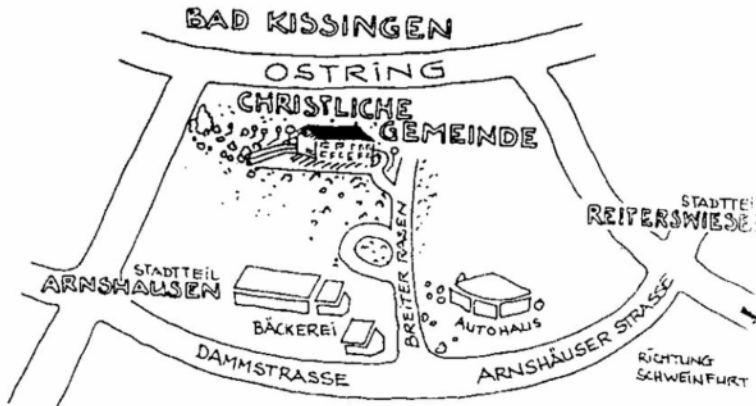 BAD KISSINGEN
OSTRING
CHRISTLICHE
GEMEINDE
STADTTEI
REITERSWIESE
STADTTEIL
ARNSHAUSEN
BREITER RASEN
BÄCKEREI
AUTOHAUS
DAMMSTRASSE
ARNSHÄUSER STRASSE
RICHTUNG
SCHWEINFURT